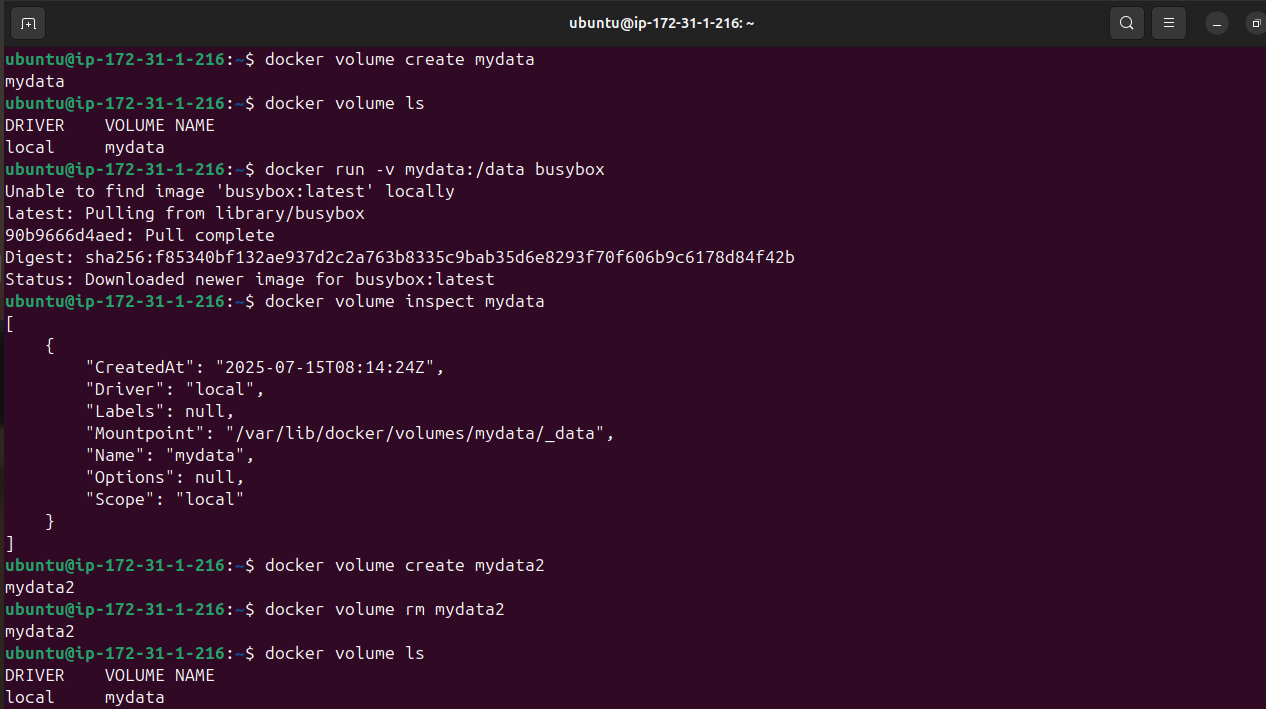 ubuntu@ip-172-31-1-216: ~
ubuntu@ip-172-31-1-216:~$ docker volume create mydata
mydata
ubuntu@ip-172-31-1-216:~$ docker volume ls
DRIVER    VOLUME NAME
local     mydata
ubuntu@ip-172-31-1-216:~$ docker run -v mydata:/data busybox
Unable to find image 'busybox:latest' locally
latest: Pulling from library/busybox
90b9666d4aed: Pull complete
Digest: sha256:f85340bf132ae937d2c2a763b8335c9bab35d6e8293f70f606b9c6178d84f42b
Status: Downloaded newer image for busybox:latest
ubuntu@ip-172-31-1-216:~$ docker volume inspect mydata
[
    {
        "CreatedAt": "2025-07-15T08:14:24Z",
        "Driver": "local",
        "Labels": null,
        "Mountpoint": "/var/lib/docker/volumes/mydata/_data",
        "Name": "mydata",
        "Options": null,
        "Scope": "local"
    }
]
ubuntu@ip-172-31-1-216:~$ docker volume create mydata2
mydata2
ubuntu@ip-172-31-1-216:~$ docker volume rm mydata2
mydata2
ubuntu@ip-172-31-1-216:~$ docker volume ls
DRIVER    VOLUME NAME
local     mydata